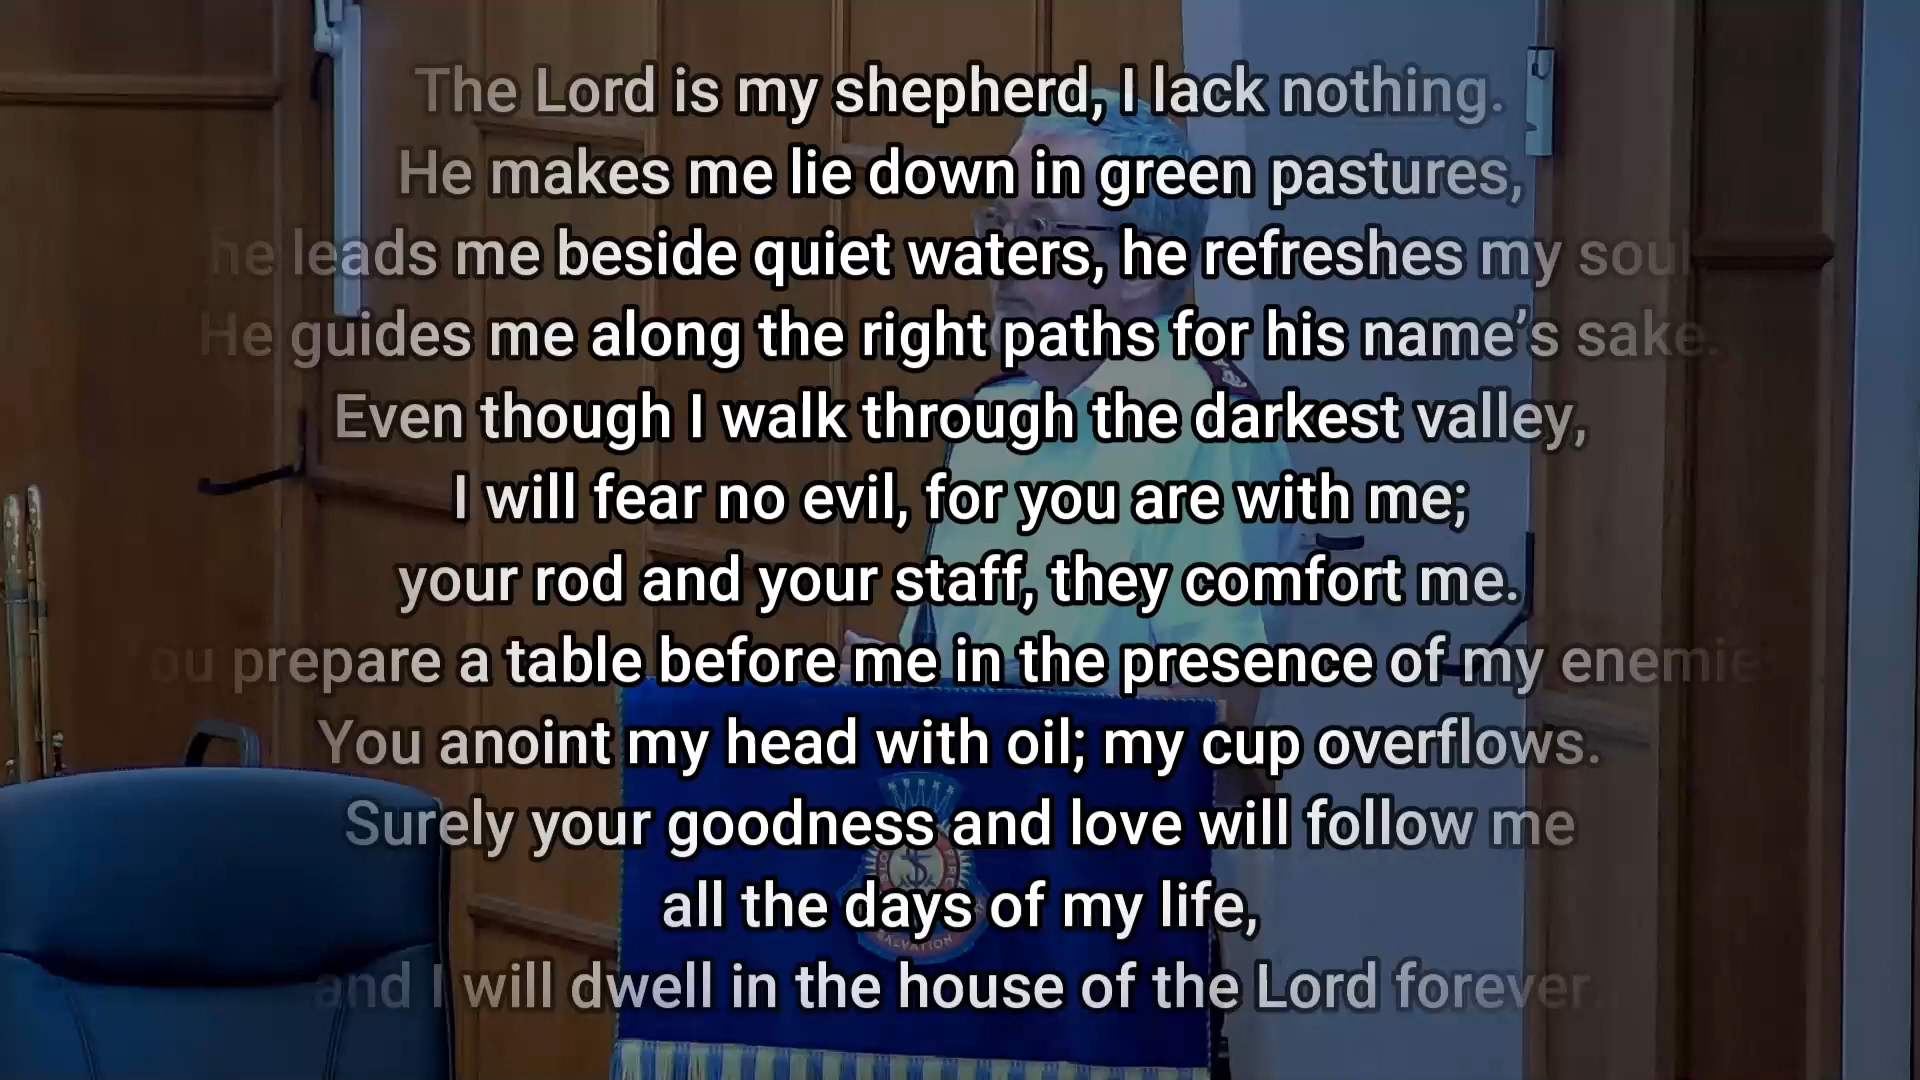 The Lord is my shepherd, I lack nothing.
He makes me lie down in green pastures,
he leads me beside quiet waters, he refreshes my soul
He guides me along the right paths for his name’s sake.
Even though I walk through the darkest valley,
I will fear no evil, for you are with me;
your rod and your staff, they comfort me.
prepare a table before me in the presence of my
You anoint my head with oil; my cup overflows.
Surely your goodness and love will follow me
all the days of my life,
and I will dwell in the house of the Lord forever.
SALVATION